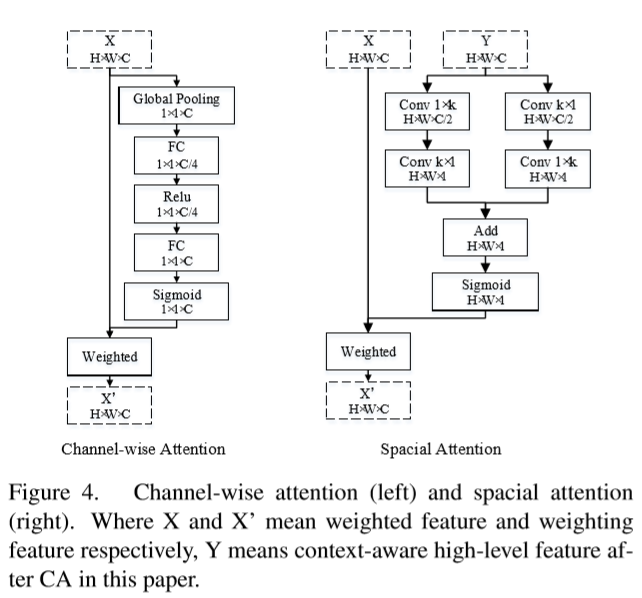 X
H×W×C
Global Pooling
1×1×C
FC
1×1×C/4
Relu
1×1×C/4
FC
1×1×C
Sigmoid
1×1×C
Weighted
X'
H×W×C
Channel-wise Attention
X
H×W×C
Y
H×W×C
Conv 1×k
H×W×C/2
Conv k×1
H×W×C/2
Conv k×1
H×W×1
Conv 1×k
H×W×1
Add
H×W×1
Sigmoid
H×W×1
Weighted
X'
H×W×C
Spacial Attention
Figure 4. Channel-wise attention (left) and spacial attention
(right). Where X and X’ mean weighted feature and weighting
feature respectively, Y means context-aware high-level feature af-
ter CA in this paper.